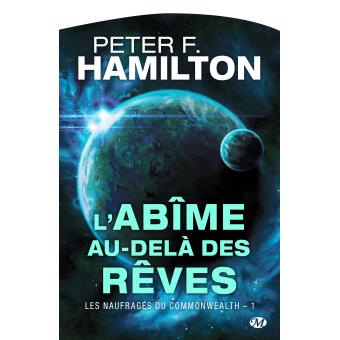 PETER F.
HAMILTON
L'ABÎME
AU-DELÀ DES
RÊVES
LES NAUFRAGÉS DU COMMONWEALTH – 1
M